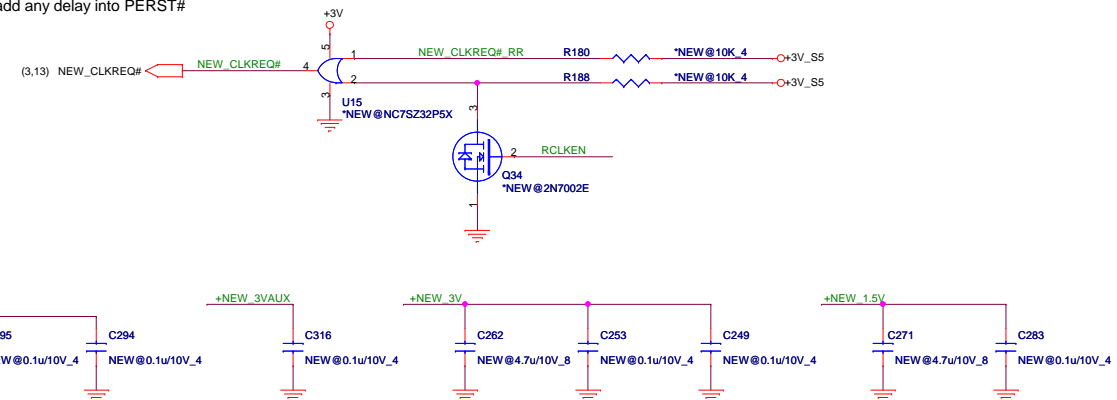 add any delay into PERST#
+3V
5
1
NEW_CLKREQ#_RR
R180
*NEW@10K_4
+3V_S5
(3,13) NEW_CLKREQ#
NEW_CLKREQ#
4
2
R188
*NEW@10K_4
+3V_S5
3
U15
*NEW@NC7SZ32P5X
3
2
RCLKEN
Q34
*NEW@2N7002E
1
+NEW_3VAUX
+NEW_3V
+NEW_1.5V
95
C294
C316
C262
C253
C249
C271
C283
W@0.1u/10V_4
NEW@0.1u/10V_4
NEW@0.1u/10V_4
NEW@4.7u/10V_8
NEW@0.1u/10V_4
NEW@0.1u/10V_4
NEW@4.7u/10V_8
NEW@0.1u/10V_4